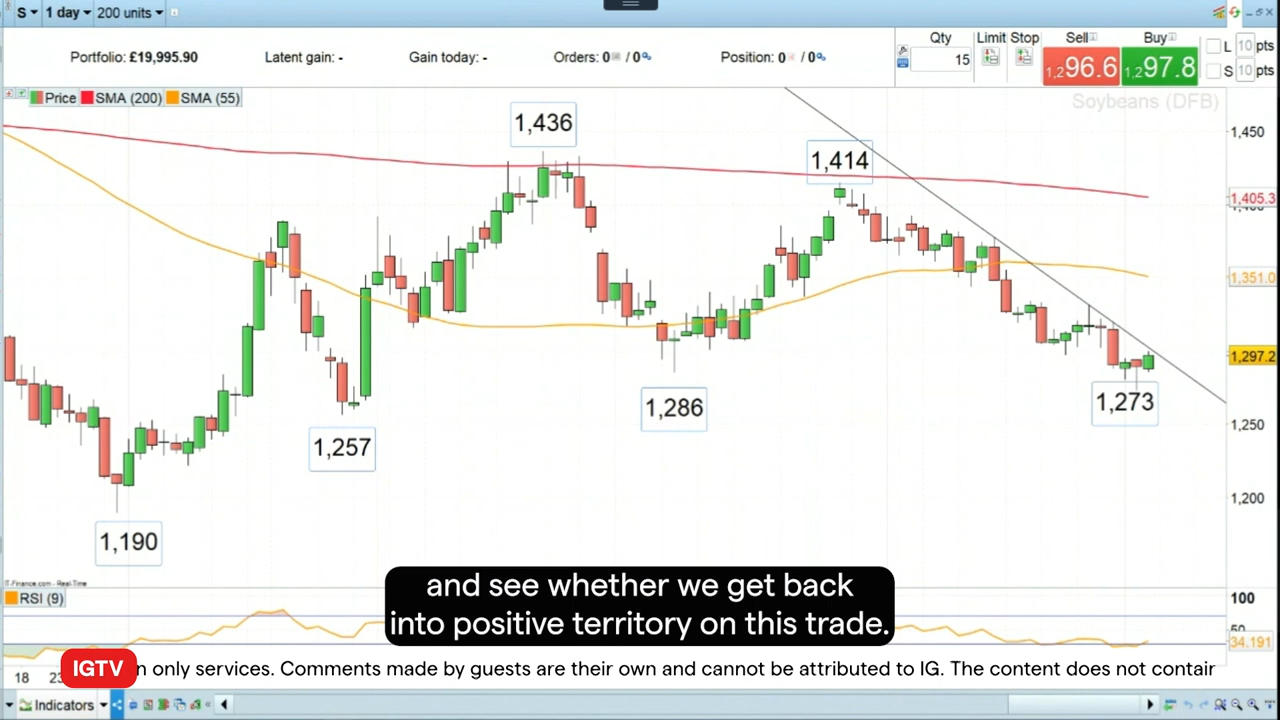 S 1 day 200 units
Portfolio: £19,995.90 Latent gain: - Gain today: - Orders: 0 / 0 Position: 0 / 0
Qty Limit Stop Sell Buy
15 1,296.6 1,297.8
L 10 pts
S 10 pts
Price SMA (200) SMA (55)
Soybeans (DFB)
1,436
1,414
1,257
1,286
1,273
1,190
1,450
1,405.3
1,351.0
1,297.2
1,250
1,200
IT-Finance.com - Real-Time
RSI (9)
100
50
34.191
and see whether we get back
into positive territory on this trade.
IGTV n only services. Comments made by guests are their own and cannot be attributed to IG. The content does not contair
18
Indicators